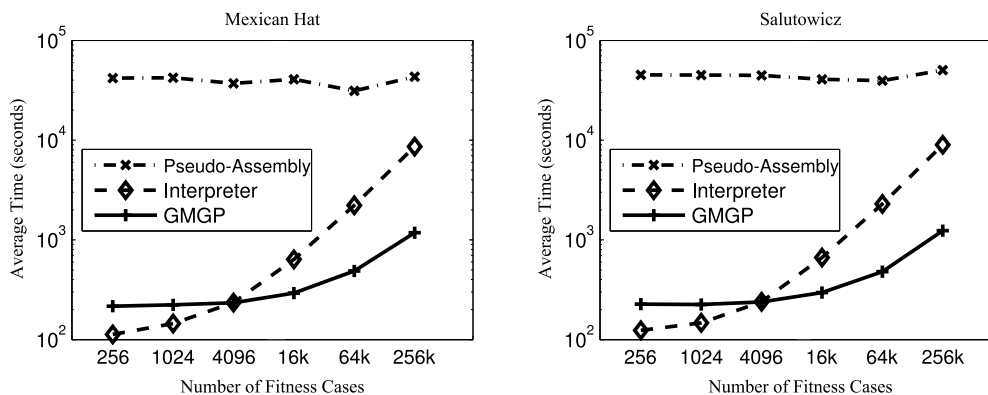 Mexican Hat
10^5
10^4
10^3
10^2
Average Time (seconds)
Pseudo-Assembly
Interpreter
GMGP
256 1024 4096 16k 64k 256k
Number of Fitness Cases
Salutowicz
10^5
10^4
10^3
10^2
Average Time (seconds)
Pseudo-Assembly
Interpreter
GMGP
256 1024 4096 16k 64k 256k
Number of Fitness Cases